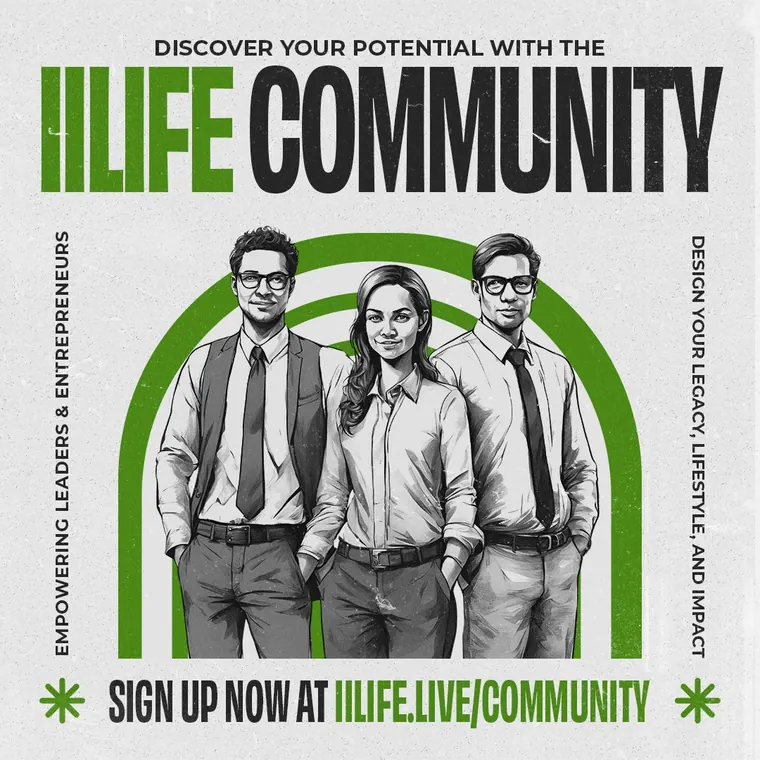 DISCOVER YOUR POTENTIAL WITH THE
IILIFE COMMUNITY
EMPOWERING LEADERS & ENTREPRENEURS
DESIGN YOUR LEGACY, LIFESTYLE, AND IMPACT
SIGN UP NOW AT IILIFE.LIVE/COMMUNITY